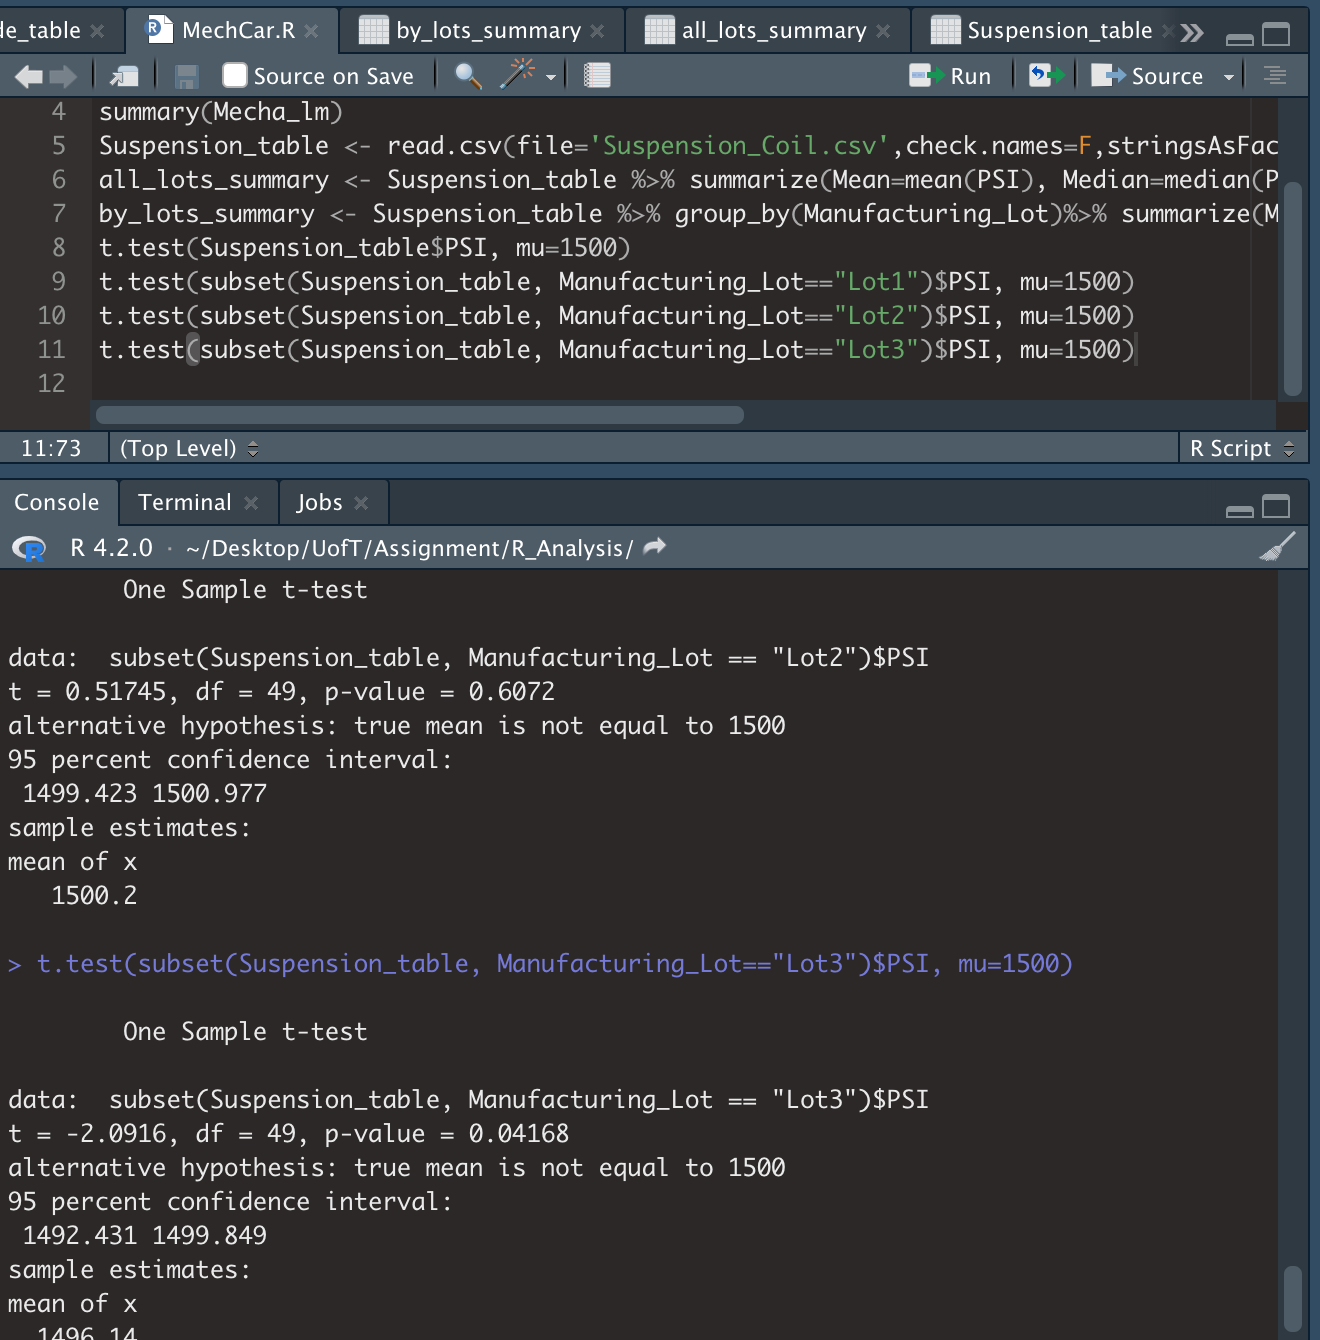 de_table
MechCar.R
by_lots_summary
all_lots_summary
Suspension_table
Source on Save
Run
Source
4 summary(Mecha_lm)
5 Suspension_table <- read.csv(file='Suspension_Coil.csv',check.names=F,stringsAsFac
6 all_lots_summary <- Suspension_table %>% summarize(Mean=mean(PSI), Median=median(P
7 by_lots_summary <- Suspension_table %>% group_by(Manufacturing_Lot)%>% summarize(M
8 t.test(Suspension_table$PSI, mu=1500)
9 t.test(subset(Suspension_table, Manufacturing_Lot=="Lot1")$PSI, mu=1500)
10 t.test(subset(Suspension_table, Manufacturing_Lot=="Lot2")$PSI, mu=1500)
11 t.test(subset(Suspension_table, Manufacturing_Lot=="Lot3")$PSI, mu=1500)
12
11:73 (Top Level) R Script
Console Terminal Jobs
R R 4.2.0 · ~/Desktop/UofT/Assignment/R_Analysis/
One Sample t-test
data: subset(Suspension_table, Manufacturing_Lot == "Lot2")$PSI
t = 0.51745, df = 49, p-value = 0.6072
alternative hypothesis: true mean is not equal to 1500
95 percent confidence interval:
1499.423 1500.977
sample estimates:
mean of x
1500.2
> t.test(subset(Suspension_table, Manufacturing_Lot=="Lot3")$PSI, mu=1500)
One Sample t-test
data: subset(Suspension_table, Manufacturing_Lot == "Lot3")$PSI
t = -2.0916, df = 49, p-value = 0.04168
alternative hypothesis: true mean is not equal to 1500
95 percent confidence interval:
1492.431 1499.849
sample estimates:
mean of x
1496.14